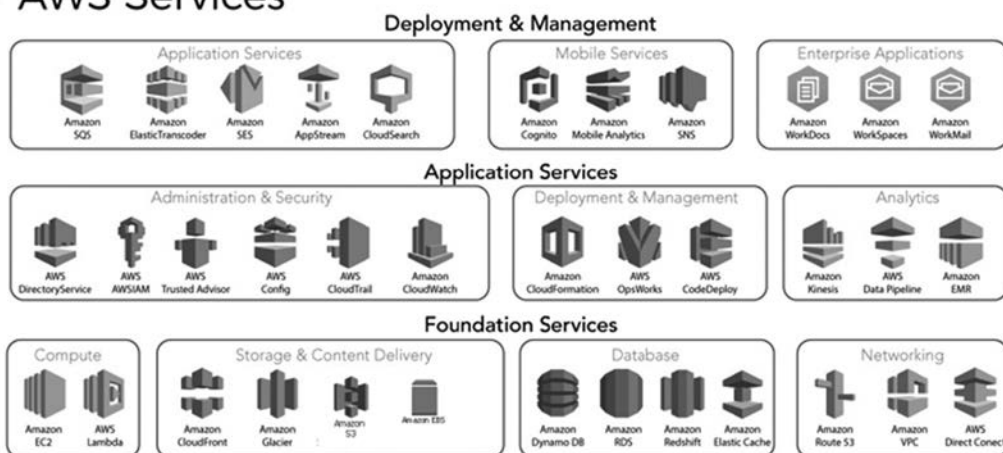 AWS Services
Deployment & Management
Application Services
Amazon
SQS
Amazon
ElasticTranscoder
Amazon
SES
Amazon
AppStream
Amazon
CloudSearch
Mobile Services
Amazon
Cognito
Amazon
Mobile Analytics
Amazon
SNS
Enterprise Applications
Amazon
WorkDocs
Amazon
WorkSpaces
Amazon
WorkMail
Application Services
Administration & Security
AWS
DirectoryService
AWS
AWSIAM
AWS
Trusted Advisor
AWS
Config
AWS
CloudTrail
Amazon
CloudWatch
Deployment & Management
Amazon
CloudFormation
AWS
OpsWorks
AWS
CodeDeploy
Analytics
Amazon
Kinesis
AWS
Data Pipeline
Amazon
EMR
Foundation Services
Compute
Amazon
EC2
AWS
Lambda
Storage & Content Delivery
Amazon
CloudFront
Amazon
Glacier
Amazon
S3
Amazon EBS
Database
Amazon
Dynamo DB
Amazon
RDS
Amazon
Redshift
Amazon
Elastic Cache
Networking
Amazon
Route 53
Amazon
VPC
AWS
Direct Conect